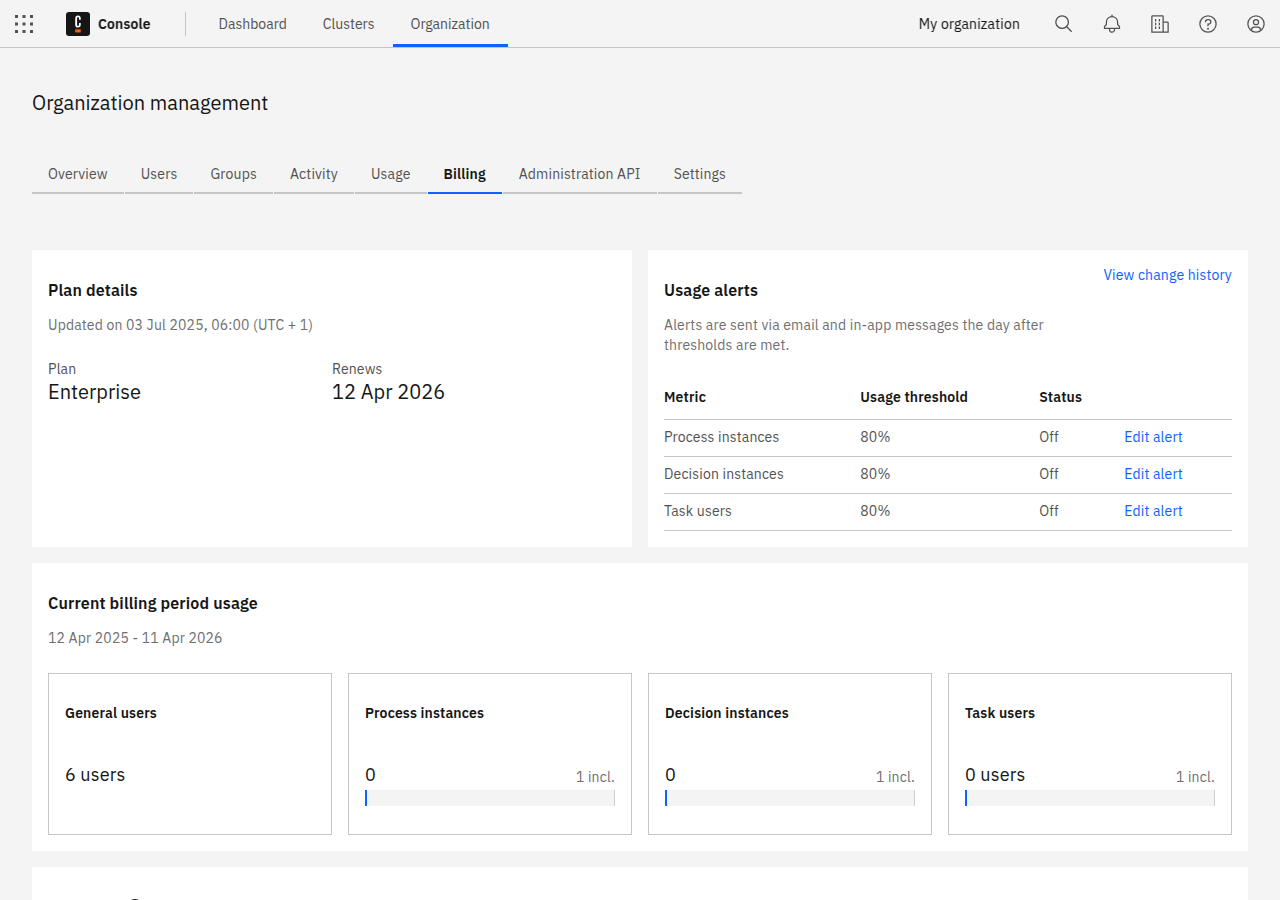 Console
Dashboard
Clusters
Organization
My organization
Organization management
Overview
Users
Groups
Activity
Usage
Billing
Administration API
Settings
Plan details
Updated on 03 Jul 2025, 06:00 (UTC + 1)
Plan
Enterprise
Renews
12 Apr 2026
View change history
Usage alerts
Alerts are sent via email and in-app messages the day after
thresholds are met.
Metric Usage threshold Status
Process instances 80% Off Edit alert
Decision instances 80% Off Edit alert
Task users 80% Off Edit alert
Current billing period usage
12 Apr 2025 - 11 Apr 2026
General users
6 users
Process instances
0 1 incl.
Decision instances
0 1 incl.
Task users
0 users 1 incl.